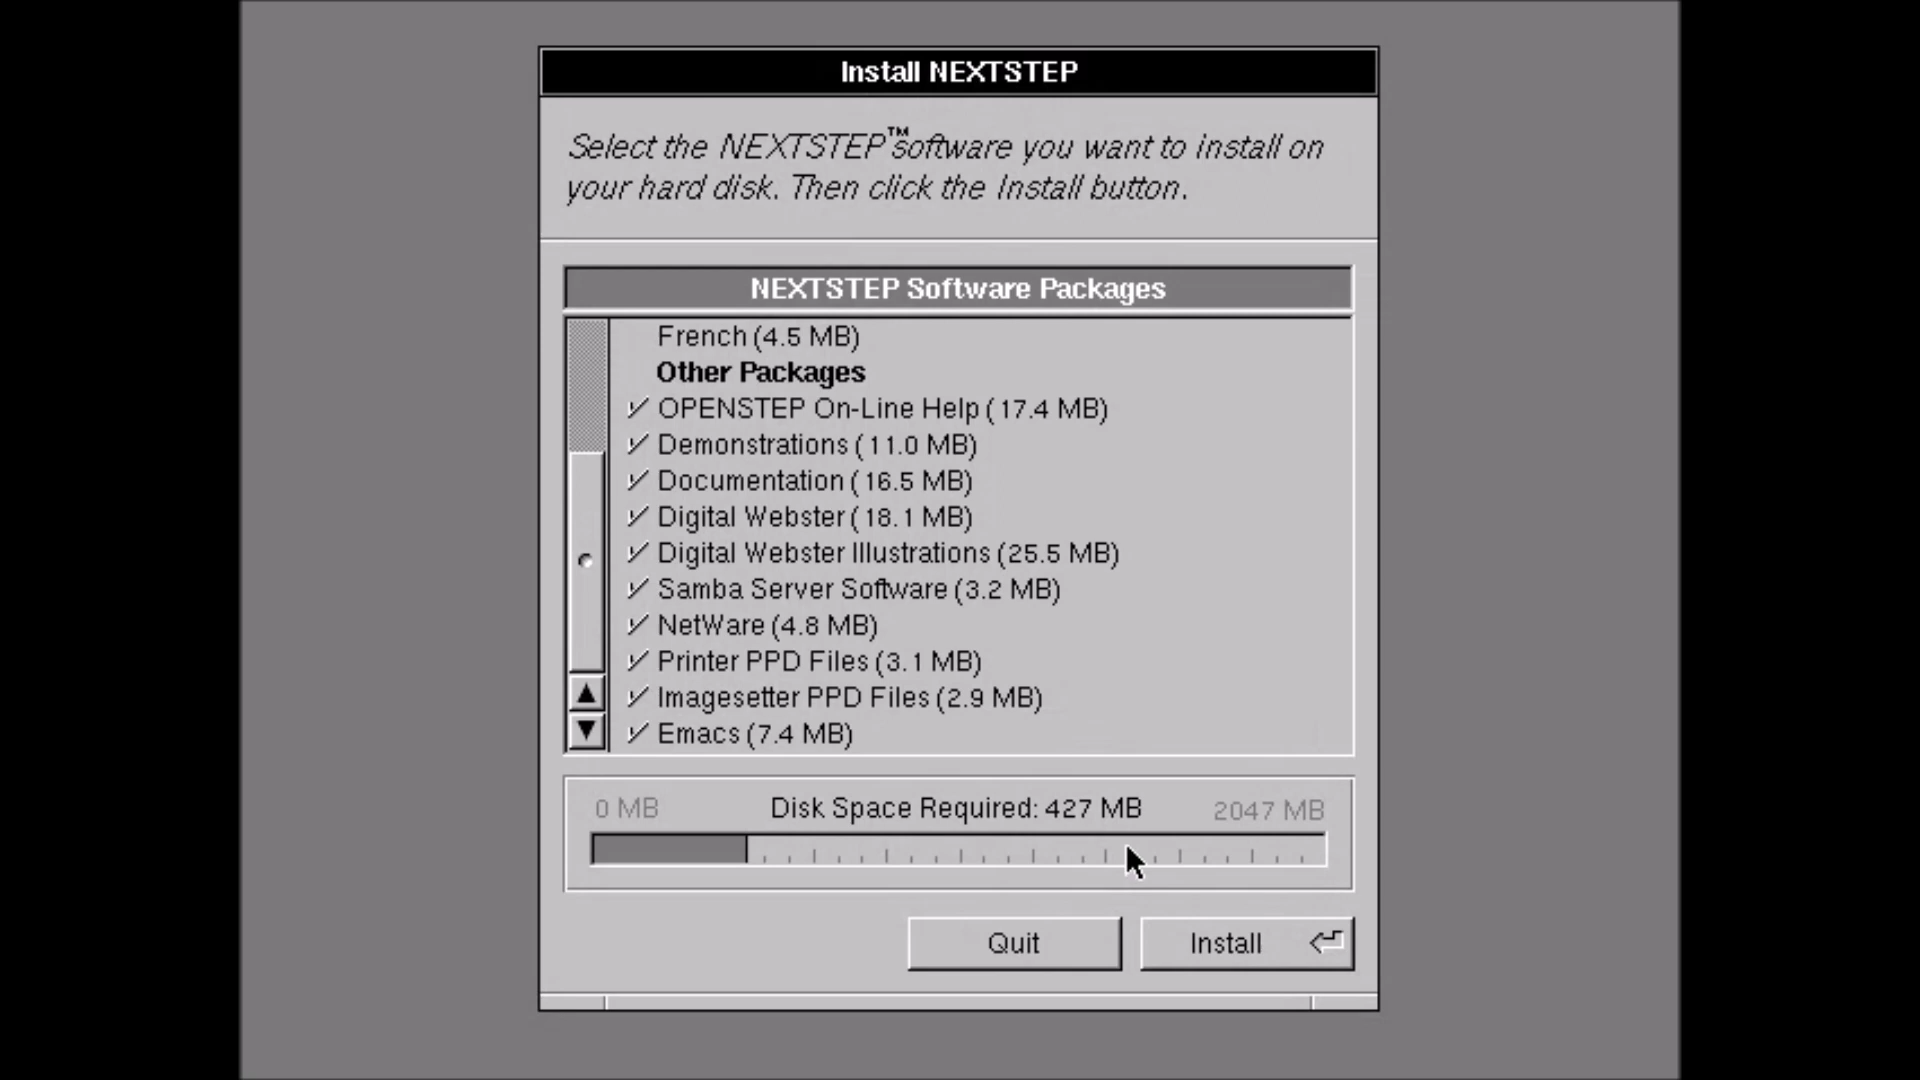 Install NEXTSTEP
Select the NEXTSTEP™ software you want to install on
your hard disk. Then click the Install button.
NEXTSTEP Software Packages
French (4.5 MB)
Other Packages
OPENSTEP On-Line Help (17.4 MB)
Demonstrations (11.0 MB)
Documentation (16.5 MB)
Digital Webster (18.1 MB)
Digital Webster Illustrations (25.5 MB)
Samba Server Software (3.2 MB)
NetWare (4.8 MB)
Printer PPD Files (3.1 MB)
Imagesetter PPD Files (2.9 MB)
Emacs (7.4 MB)
0 MB Disk Space Required: 427 MB 2047 MB
Quit Install